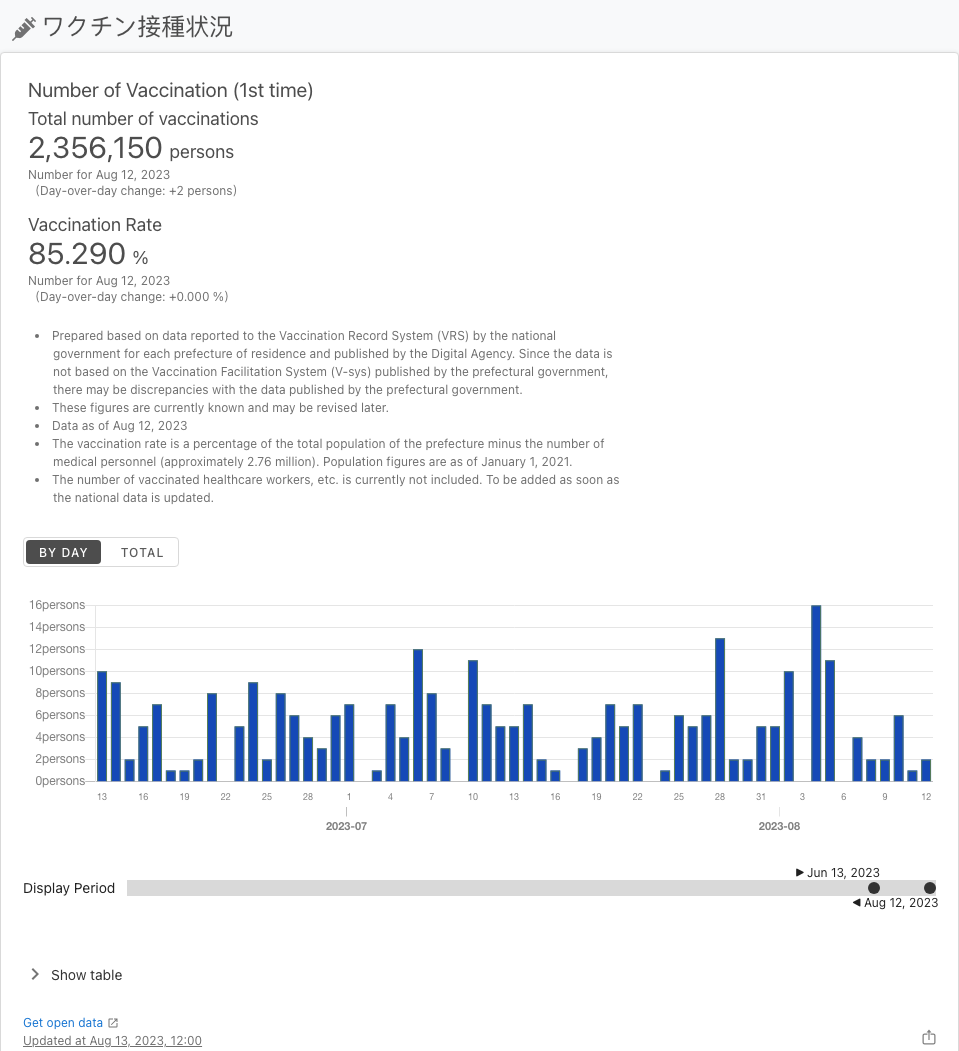 ワクチン接種状況
Number of Vaccination (1st time)
Total number of vaccinations
2,356,150 persons
Number for Aug 12, 2023
(Day-over-day change: +2 persons)
Vaccination Rate
85.290 %
Number for Aug 12, 2023
(Day-over-day change: +0.000 %)
• Prepared based on data reported to the Vaccination Record System (VRS) by the national
government for each prefecture of residence and published by the Digital Agency. Since the data is
not based on the Vaccination Facilitation System (V-sys) published by the prefectural government,
there may be discrepancies with the data published by the prefectural government.
• These figures are currently known and may be revised later.
• Data as of Aug 12, 2023
• The vaccination rate is a percentage of the total population of the prefecture minus the number of
medical personnel (approximately 2.76 million). Population figures are as of January 1, 2021.
• The number of vaccinated healthcare workers, etc. is currently not included. To be added as soon as
the national data is updated.
BY DAY TOTAL
16persons
14persons
12persons
10persons
8persons
6persons
4persons
2persons
0persons
13 16 19 22 25 28 1 4 7 10 13 16 19 22 25 28 31 3 6 9 12
2023-07 2023-08
Jun 13, 2023
Display Period
Aug 12, 2023
Show table
Get open data
Updated at Aug 13, 2023, 12:00